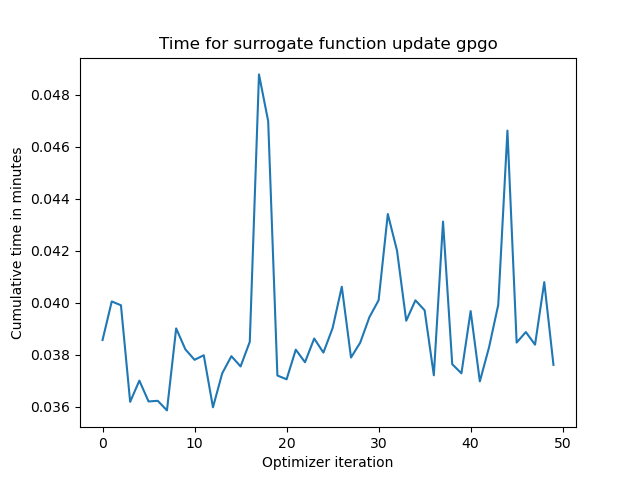 Time for surrogate function update gpgo
Cumulative time in minutes
0.048
0.046
0.044
0.042
0.040
0.038
0.036
0 10 20 30 40 50
Optimizer iteration